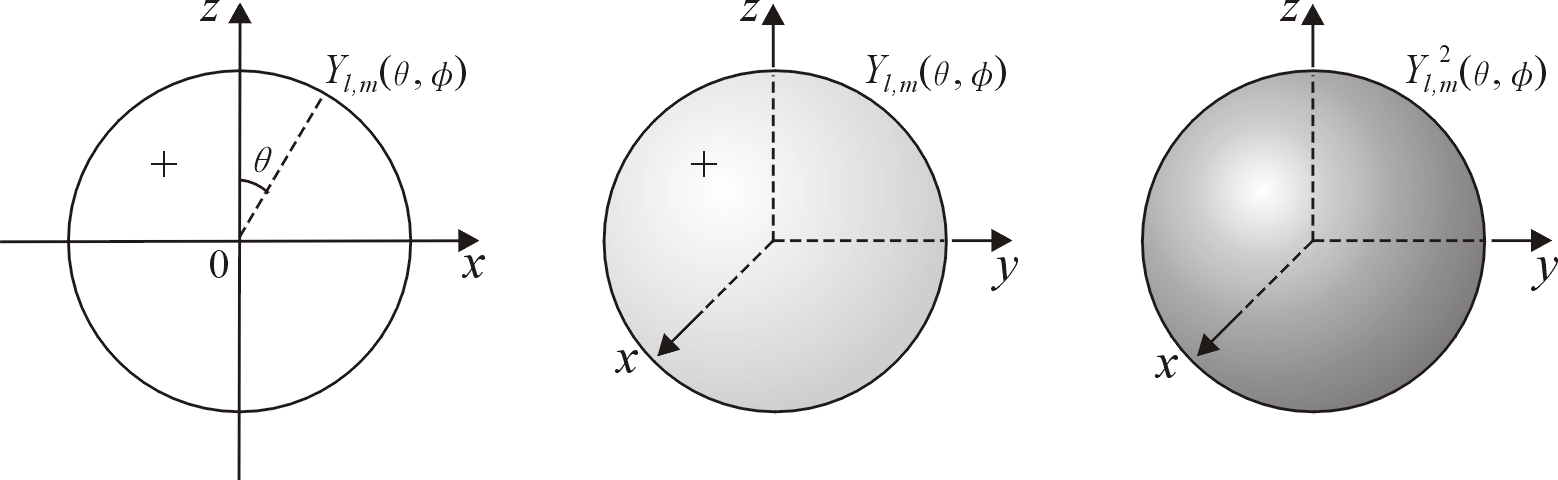 z
Y_{l,m}(θ, ϕ)
+
θ
0
x
z
Y_{l,m}(θ, ϕ)
+
y
x
z
Y_{l,m}^{2}(θ, ϕ)
y
x